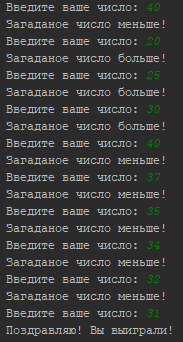 Введите ваше число: 40
Загаданое число меньше!
Введите ваше число: 20
Загаданое число больше!
Введите ваше число: 25
Загаданое число больше!
Введите ваше число: 30
Загаданое число больше!
Введите ваше число: 40
Загаданое число меньше!
Введите ваше число: 37
Загаданое число меньше!
Введите ваше число: 35
Загаданое число меньше!
Введите ваше число: 34
Загаданое число меньше!
Введите ваше число: 32
Загаданое число меньше!
Введите ваше число: 31
Поздравляю! Вы выиграли!